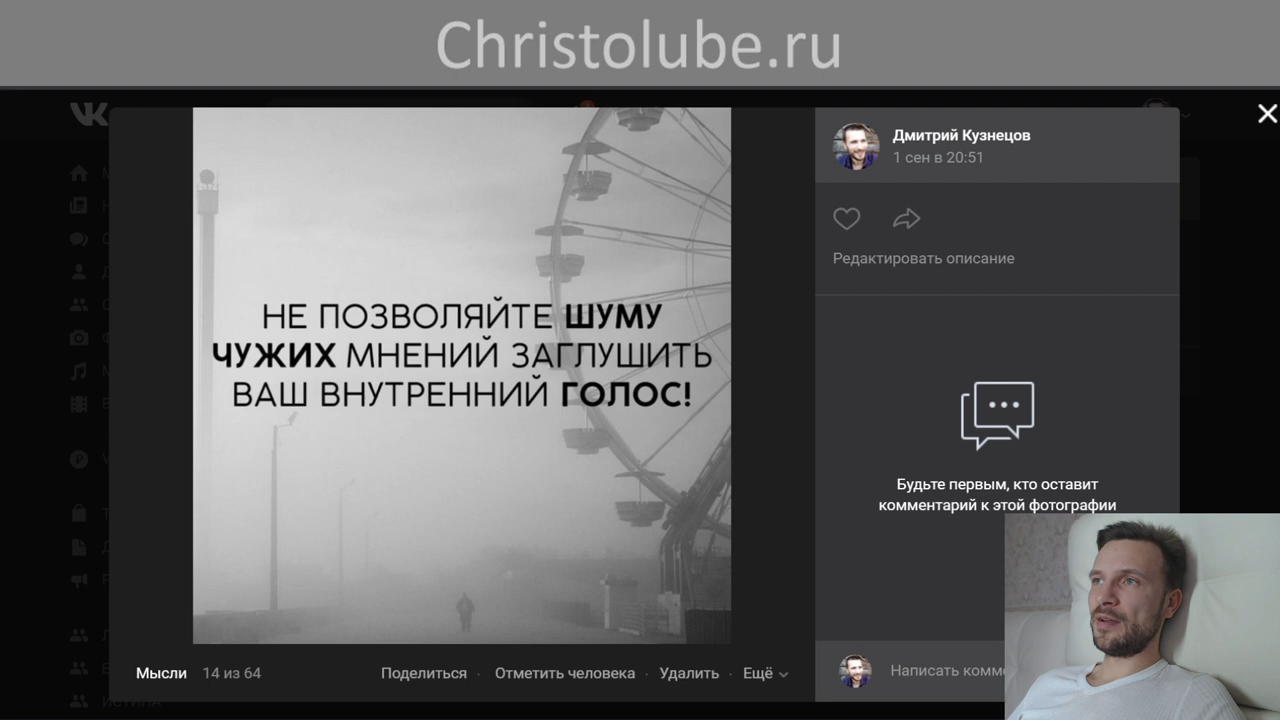 Christolube.ru
Дмитрий Кузнецов
1 сен в 20:51
Редактировать описание
НЕ ПОЗВОЛЯЙТЕ ШУМУ
ЧУЖИХ МНЕНИЙ ЗАГЛУШИТЬ
ВАШ ВНУТРЕННИЙ ГОЛОС!
Будьте первым, кто оставит
комментарий к этой фотографии
Мысли 14 из 64 Поделиться · Отметить человека · Удалить · Ещё
Написать